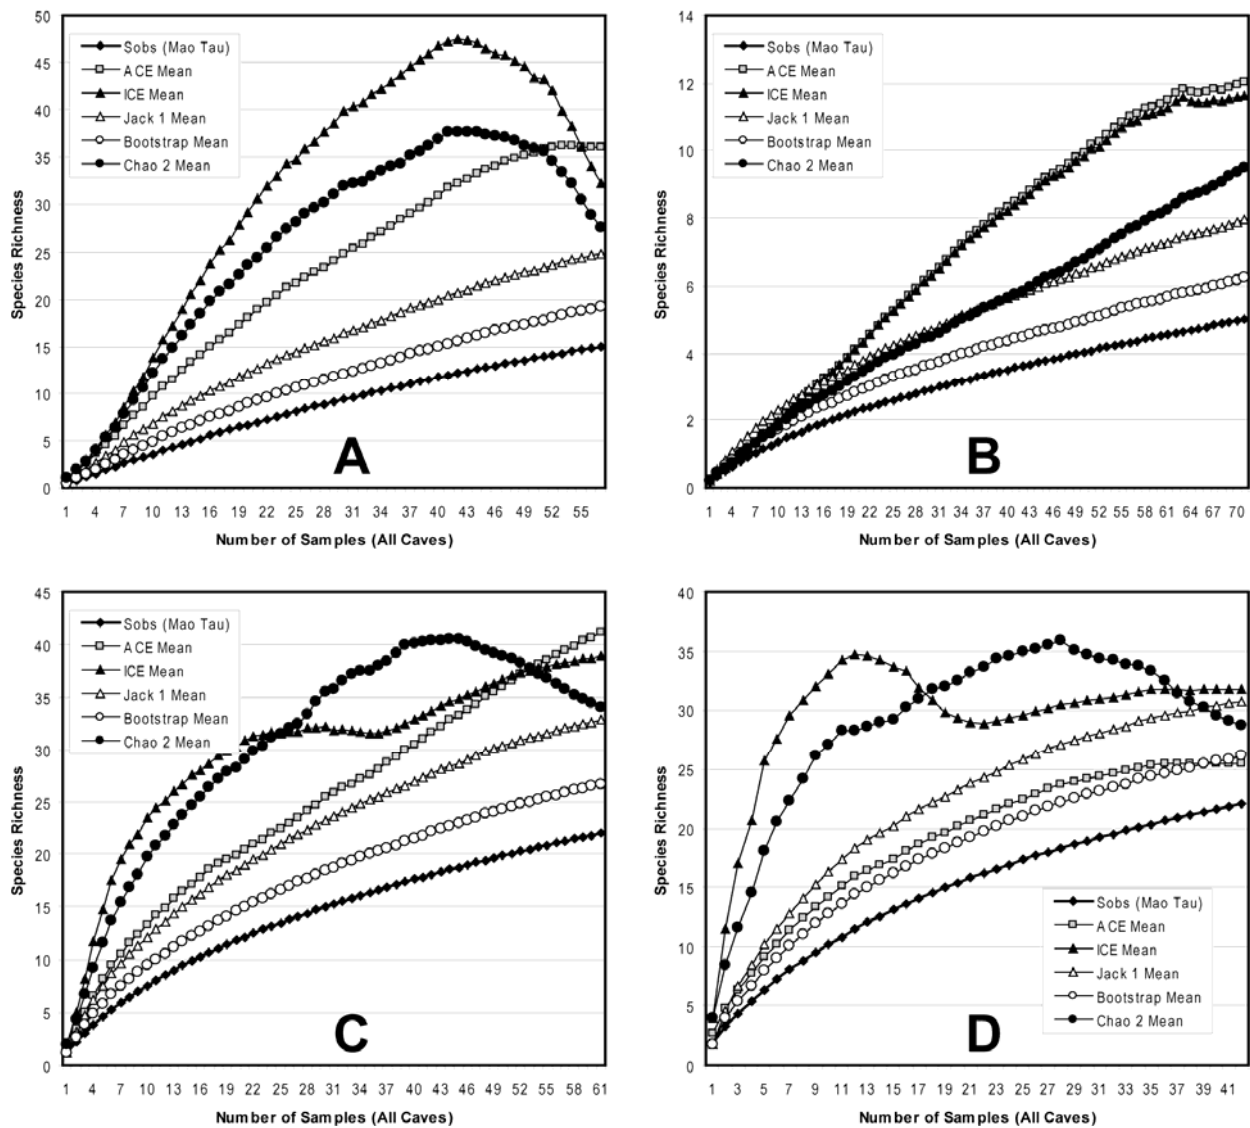 50
45
40
35
30
25
20
15
10
5
0
Species Richness
Sobs (Mao Tau)
ACE Mean
ICE Mean
Jack 1 Mean
Bootstrap Mean
Chao 2 Mean
A
1 4 7 10 13 16 19 22 25 28 31 34 37 40 43 46 49 52 55
Number of Samples (All Caves)
14
12
10
8
6
4
2
0
Species Richness
Sobs (Mao Tau)
ACE Mean
ICE Mean
Jack 1 Mean
Bootstrap Mean
Chao 2 Mean
B
1 4 7 10 13 16 19 22 25 28 31 34 37 40 43 46 49 52 55 58 61 64 67 70
Number of Samples (All Caves)
45
40
35
30
25
20
15
10
5
0
Species Richness
Sobs (Mao Tau)
ACE Mean
ICE Mean
Jack 1 Mean
Bootstrap Mean
Chao 2 Mean
C
1 4 7 10 13 16 19 22 25 28 31 34 37 40 43 46 49 52 55 58 61
Number of Samples (All Caves)
40
35
30
25
20
15
10
5
0
Species Richness
Sobs (Mao Tau)
ACE Mean
ICE Mean
Jack 1 Mean
Bootstrap Mean
Chao 2 Mean
D
1 3 5 7 9 11 13 15 17 19 21 23 25 27 29 31 33 35 37 39 41
Number of Samples (All Caves)